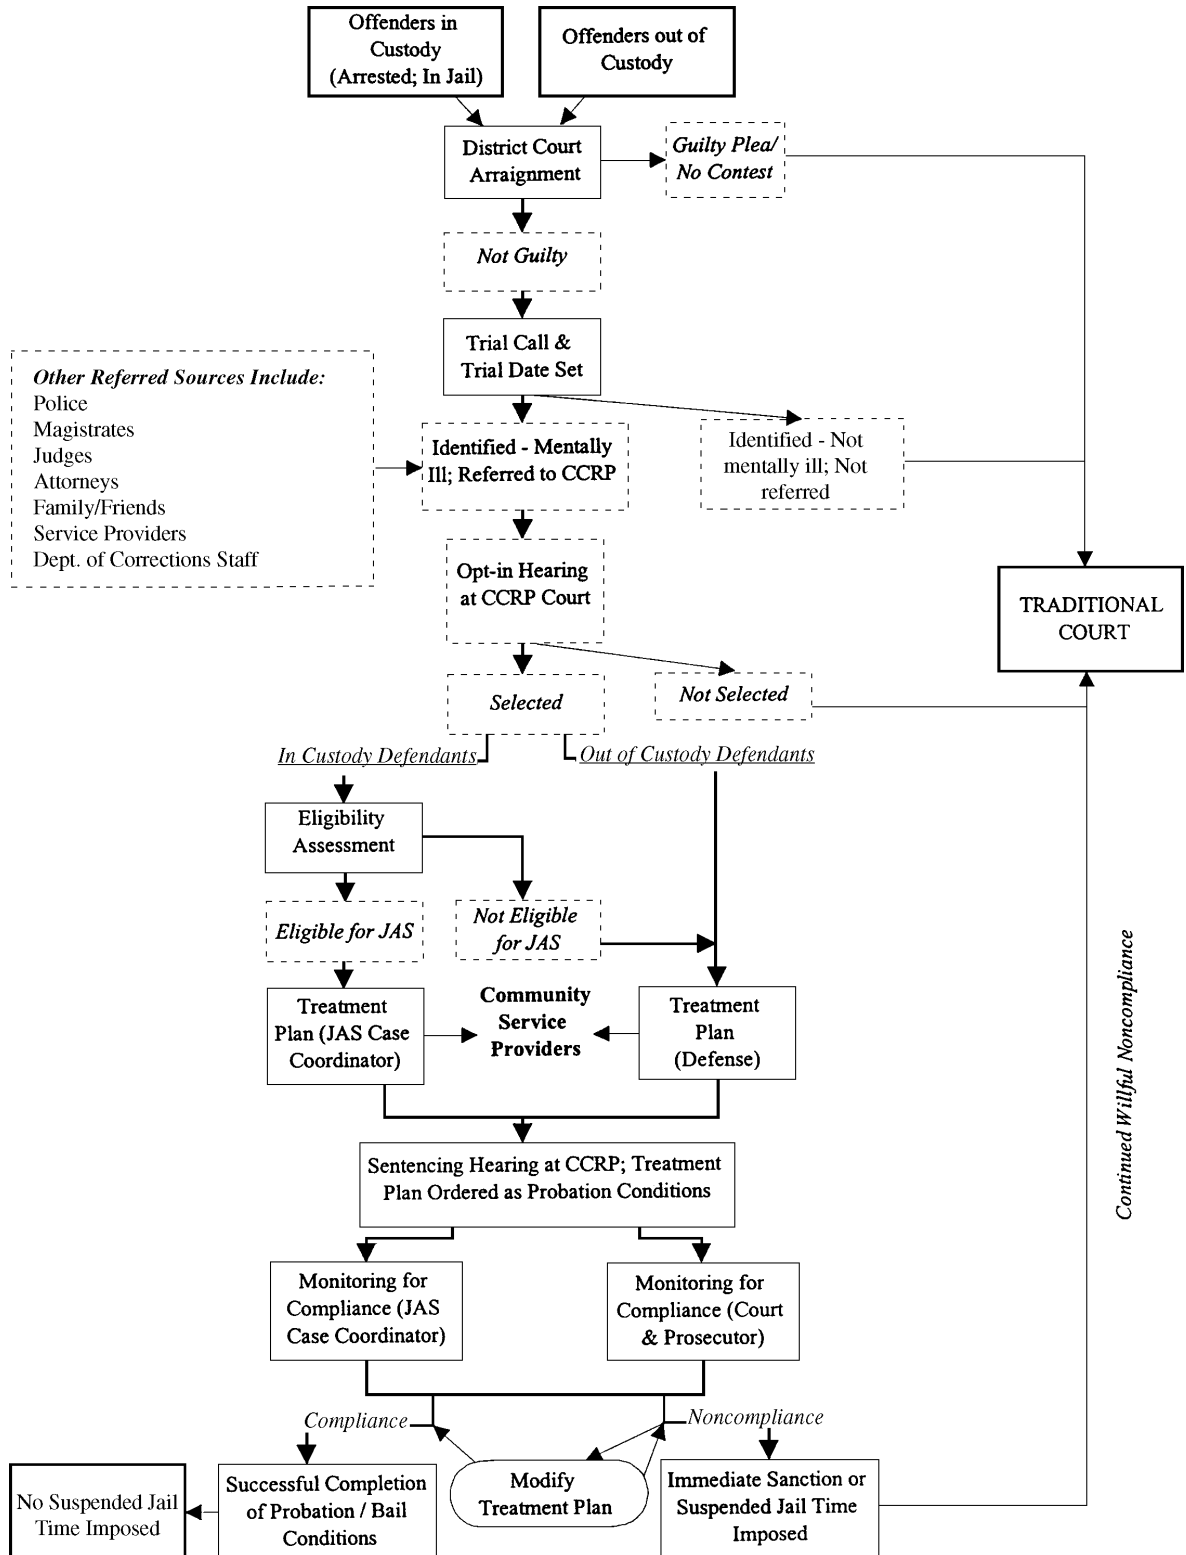 Offenders in
Custody
(Arrested; In Jail)
Offenders out of
Custody
District Court
Arraignment
Guilty Plea/
No Contest
Not Guilty
Trial Call &
Trial Date Set
Other Referred Sources Include:
Police
Magistrates
Judges
Attorneys
Family/Friends
Service Providers
Dept. of Corrections Staff
Identified - Mentally
Ill; Referred to CCRP
Identified - Not
mentally ill; Not
referred
Opt-in Hearing
at CCRP Court
TRADITIONAL
COURT
Selected
Not Selected
In Custody Defendants
Out of Custody Defendants
Eligibility
Assessment
Eligible for JAS
Not Eligible
for JAS
Treatment
Plan (JAS Case
Coordinator)
Community
Service
Providers
Treatment
Plan
(Defense)
Continued Willful Noncompliance
Sentencing Hearing at CCRP; Treatment
Plan Ordered as Probation Conditions
Monitoring for
Compliance (JAS
Case Coordinator)
Monitoring for
Compliance (Court
& Prosecutor)
Compliance
Noncompliance
No Suspended Jail
Time Imposed
Successful Completion
of Probation / Bail
Conditions
Modify
Treatment Plan
Immediate Sanction or
Suspended Jail Time
Imposed